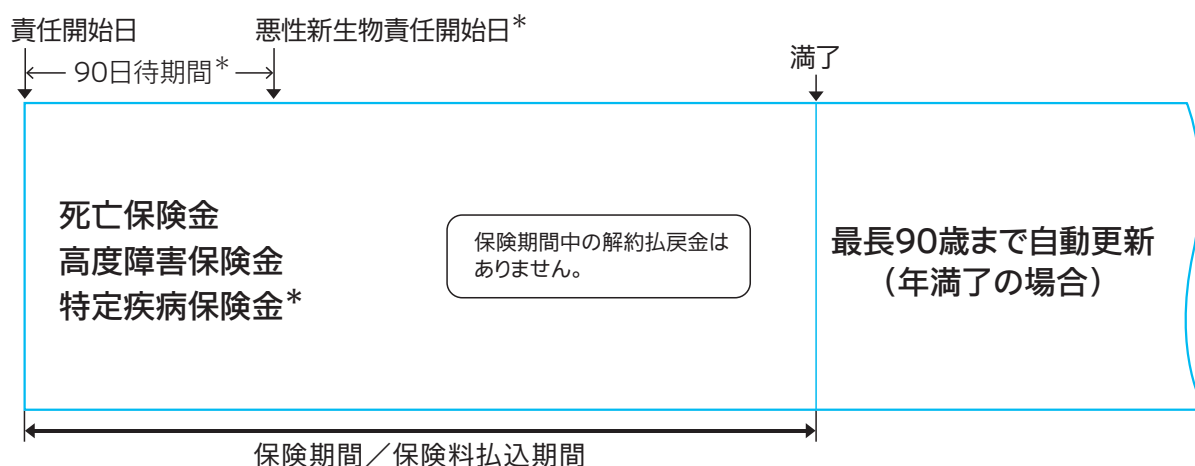 責任開始日
悪性新生物責任開始日*
90日待期間*
満了
死亡保険金
高度障害保険金
特定疾病保険金*
保険期間中の解約払戻金は
ありません。
最長90歳まで自動更新
（年満了の場合）
保険期間／保険料払込期間